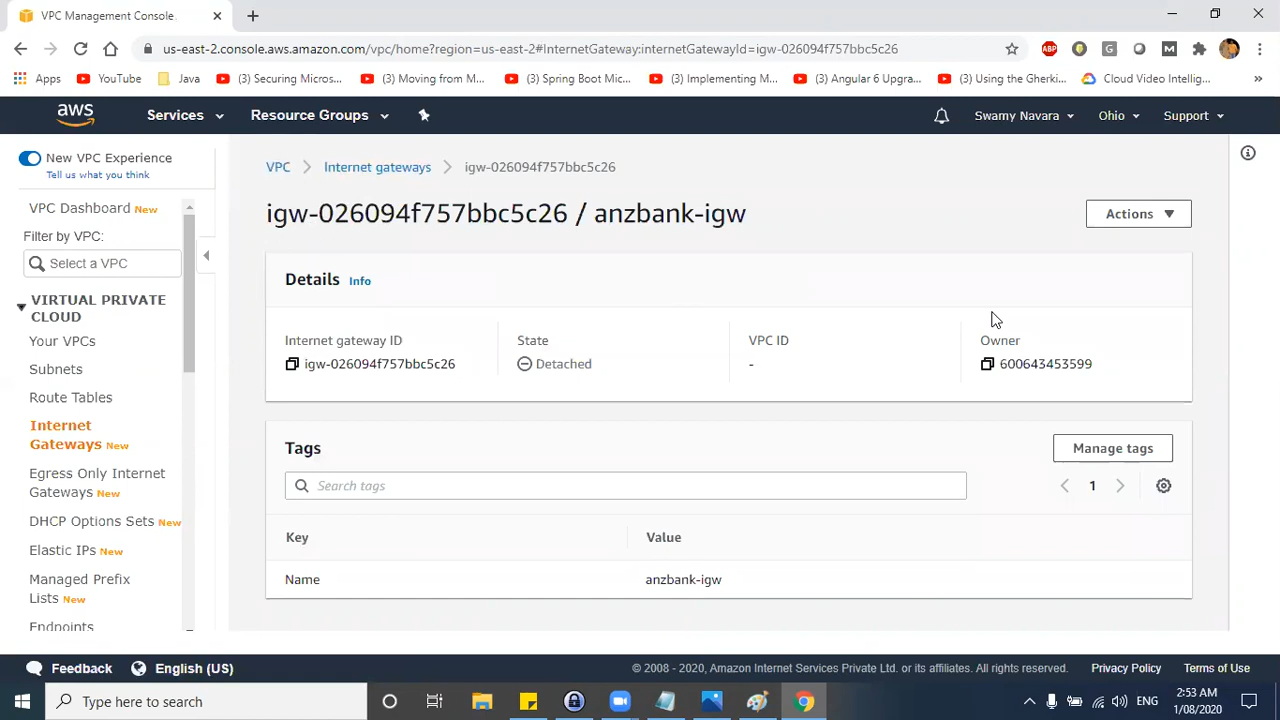 VPC Management Console
us-east-2.console.aws.amazon.com/vpc/home?region=us-east-2#InternetGateway:internetGatewayId=igw-026094f757bbc5c26
ABP
G
M
Apps
YouTube
Java
(3) Securing Micros...
(3) Moving from M...
(3) Spring Boot Mic...
(3) Implementing M...
(3) Angular 6 Upgra...
(3) Using the Gherki...
Cloud Video Intellig...
»
aws
Services
Resource Groups
Swamy Navara
Ohio
Support
New VPC Experience
Tell us what you think
VPC Dashboard New
Filter by VPC:
Select a VPC
VIRTUAL PRIVATE
CLOUD
Your VPCs
Subnets
Route Tables
Internet
Gateways New
Egress Only Internet
Gateways New
DHCP Options Sets New
Elastic IPs New
Managed Prefix
Lists New
Endpoints
VPC
Internet gateways
igw-026094f757bbc5c26
igw-026094f757bbc5c26 / anzbank-igw
Actions
Details Info
Internet gateway ID
igw-026094f757bbc5c26
State
Detached
VPC ID
-
Owner
600643453599
Tags
Manage tags
Search tags
1
Key
Value
Name
anzbank-igw
Feedback
English (US)
© 2008 - 2020, Amazon Internet Services Private Ltd. or its affiliates. All rights reserved.
Privacy Policy
Terms of Use
Type here to search
ENG
2:53 AM
1/08/2020